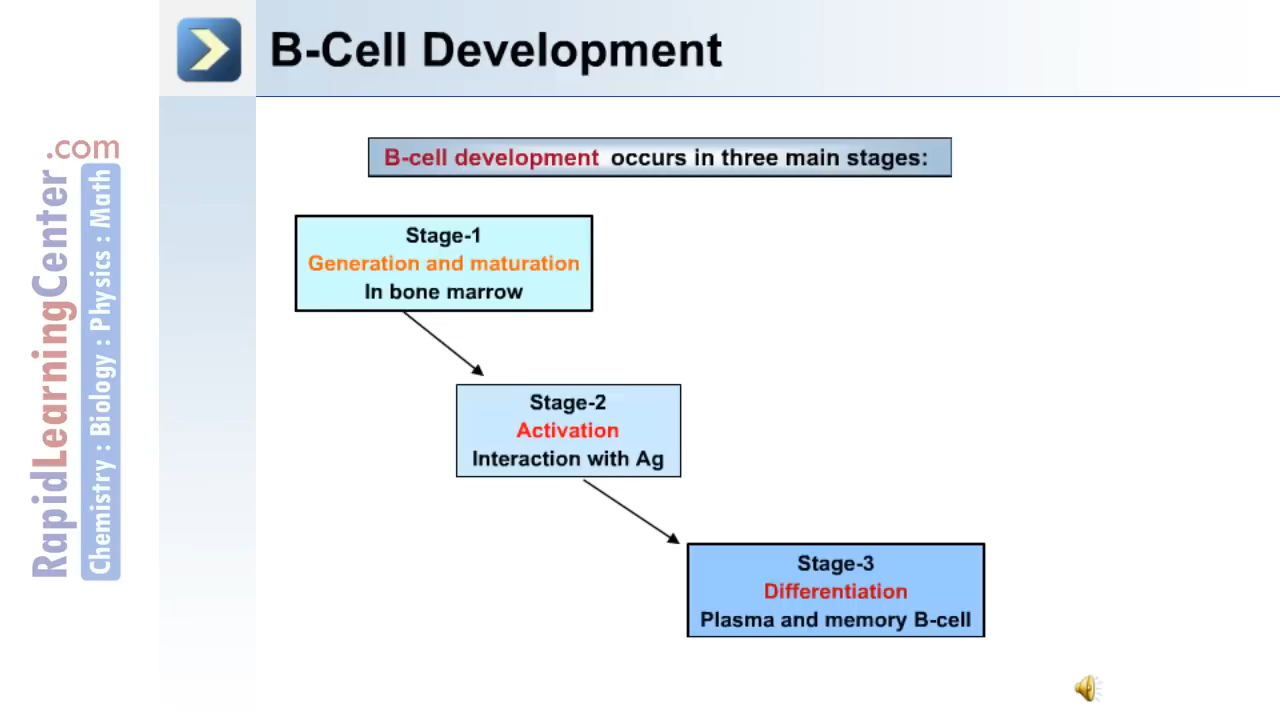 B-Cell Development
B-cell development occurs in three main stages:
Stage-1
Generation and maturation
In bone marrow
Stage-2
Activation
Interaction with Ag
Stage-3
Differentiation
Plasma and memory B-cell
RapidLearningCenter.com
Chemistry : Biology : Physics : Math